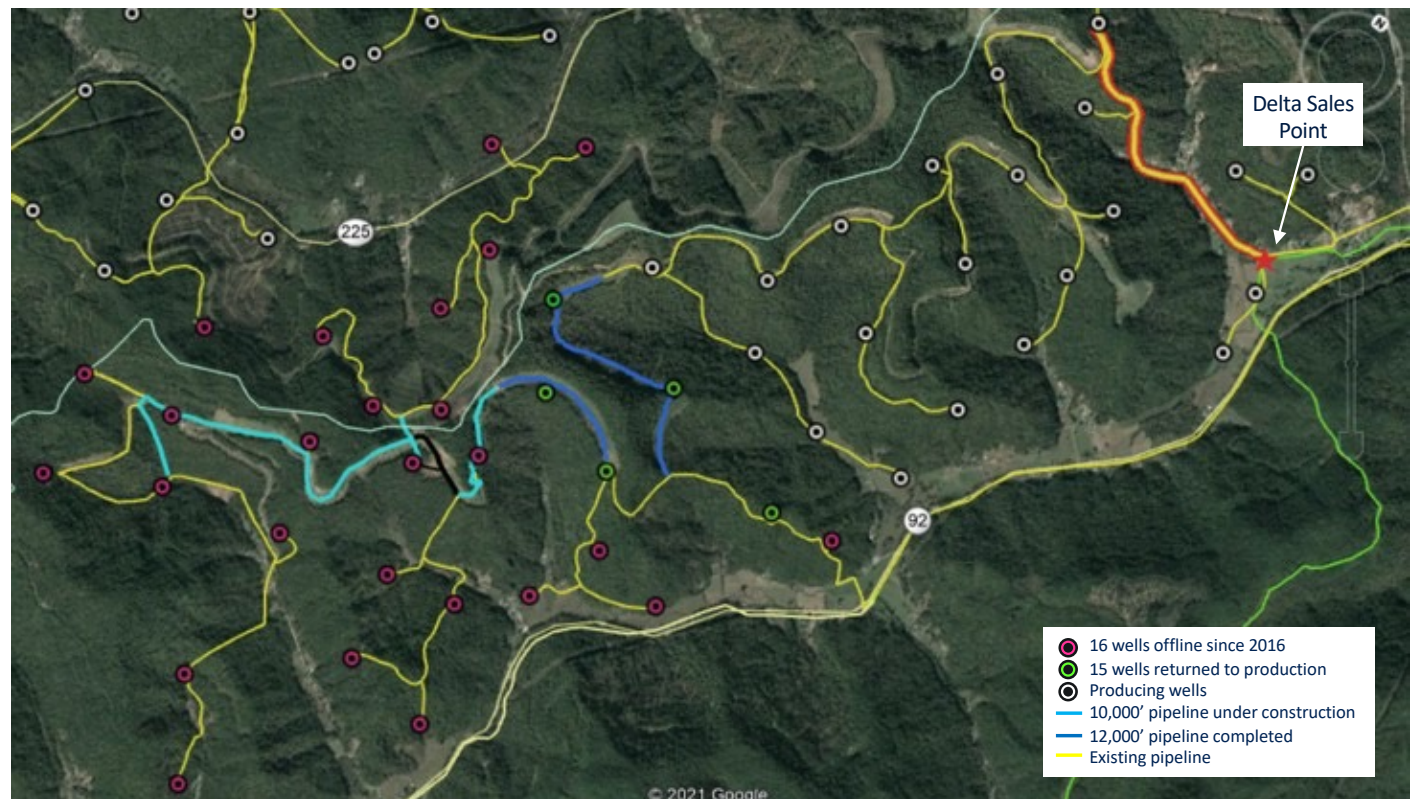 N
Delta Sales
Point
225
92
16 wells offline since 2016
15 wells returned to production
Producing wells
10,000’ pipeline under construction
12,000’ pipeline completed
Existing pipeline
© 2021 Google